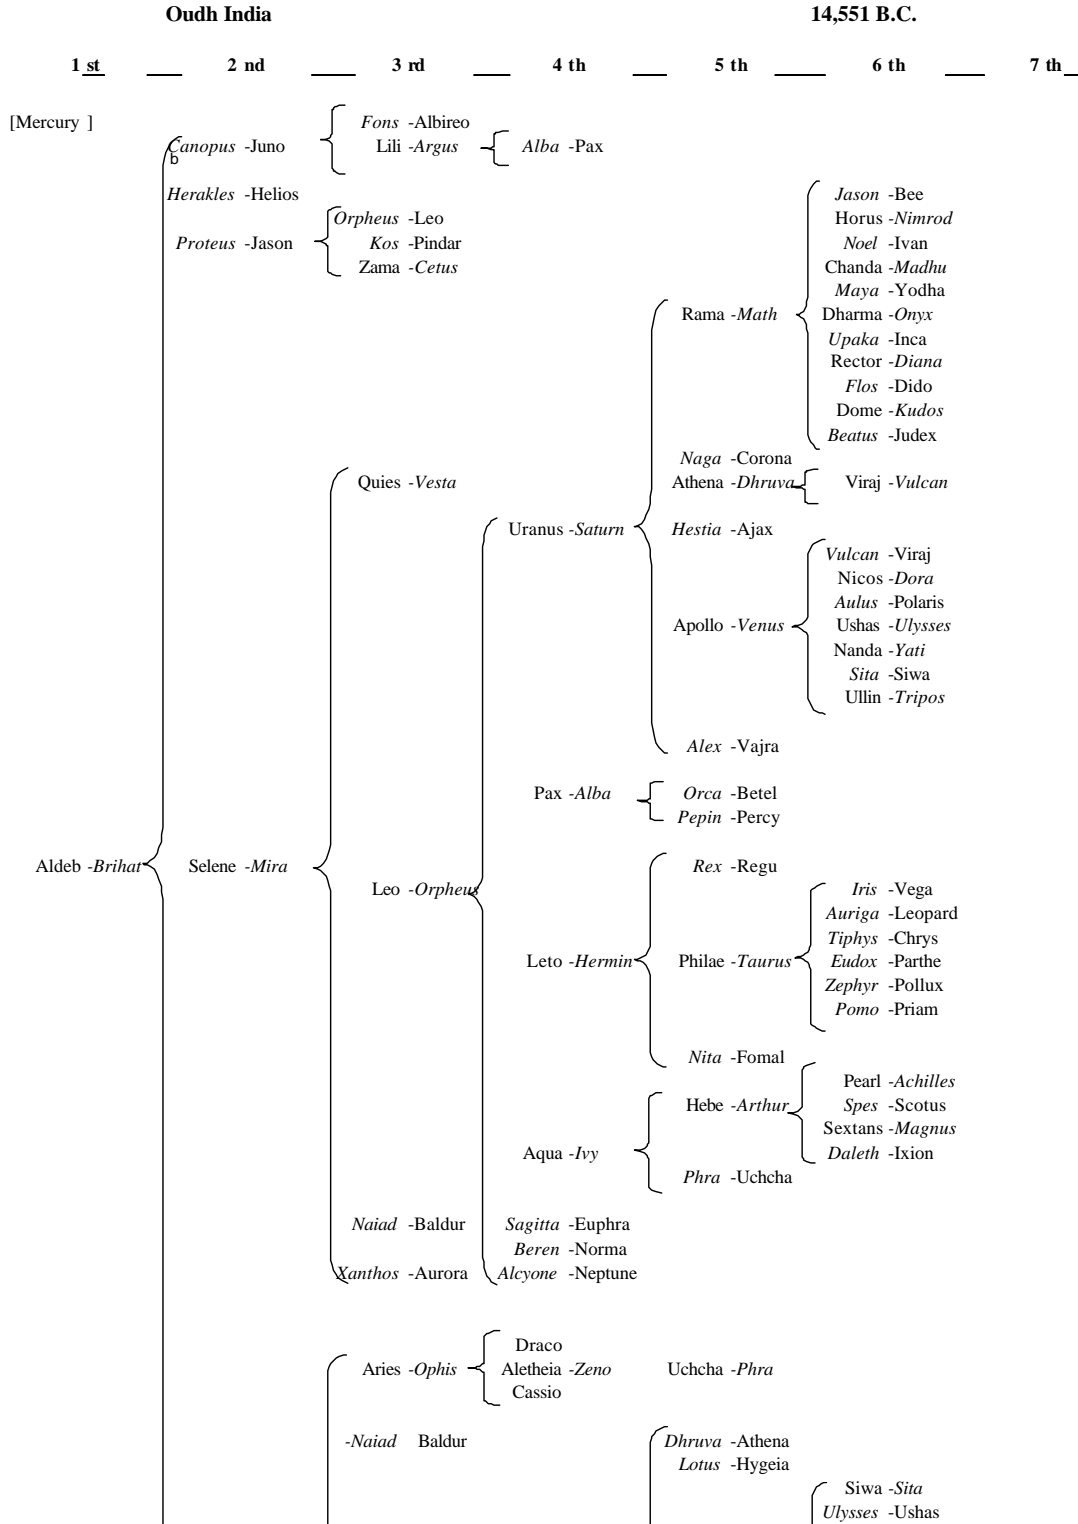 Oudh India 14,551 B.C.
1 st 2 nd 3 rd 4 th 5 th 6 th 7 th
[Mercury ] Fons -Albireo
Canopus -Juno Lili -Argus Alba -Pax
b
Herakles -Helios Jason -Bee
Orpheus -Leo Horus -Nimrod
Proteus -Jason Kos -Pindar Noel -Ivan
Zama -Cetus Chanda -Madhu
Maya -Yodha
Rama -Math Dharma -Onyx
Upaka -Inca
Rector -Diana
Flos -Dido
Dome -Kudos
Beatus -Judex
Naga -Corona
Quies -Vesta Athena -Dhruva Viraj -Vulcan
Uranus -Saturn Hestia -Ajax
Vulcan -Viraj
Nicos -Dora
Aulus -Polaris
Apollo -Venus Ushas -Ulysses
Nanda -Yati
Sita -Siwa
Ullin -Tripos
Alex -Vajra
Pax -Alba Orca -Betel
Pepin -Percy
Aldeb -Brihat Selene -Mira Rex -Regu
Leo -Orpheus Iris -Vega
Auriga -Leopard
Tiphys -Chrys
Leto -Hermin Philae -Taurus Eudox -Parthe
Zephyr -Pollux
Pomo -Priam
Nita -Fomal
Pearl -Achilles
Hebe -Arthur Spes -Scotus
Sextans -Magnus
Aqua -Ivy Daleth -Ixion
Phra -Uchcha
Naiad -Baldur Sagitta -Euphra
Beren -Norma
Xanthos -Aurora Alcyone -Neptune
Draco
Aries -Ophis Aletheia -Zeno Uchcha -Phra
Cassio
-Naiad Baldur Dhruva -Athena
Lotus -Hygeia
Siwa -Sita
Ulysses -Ushas